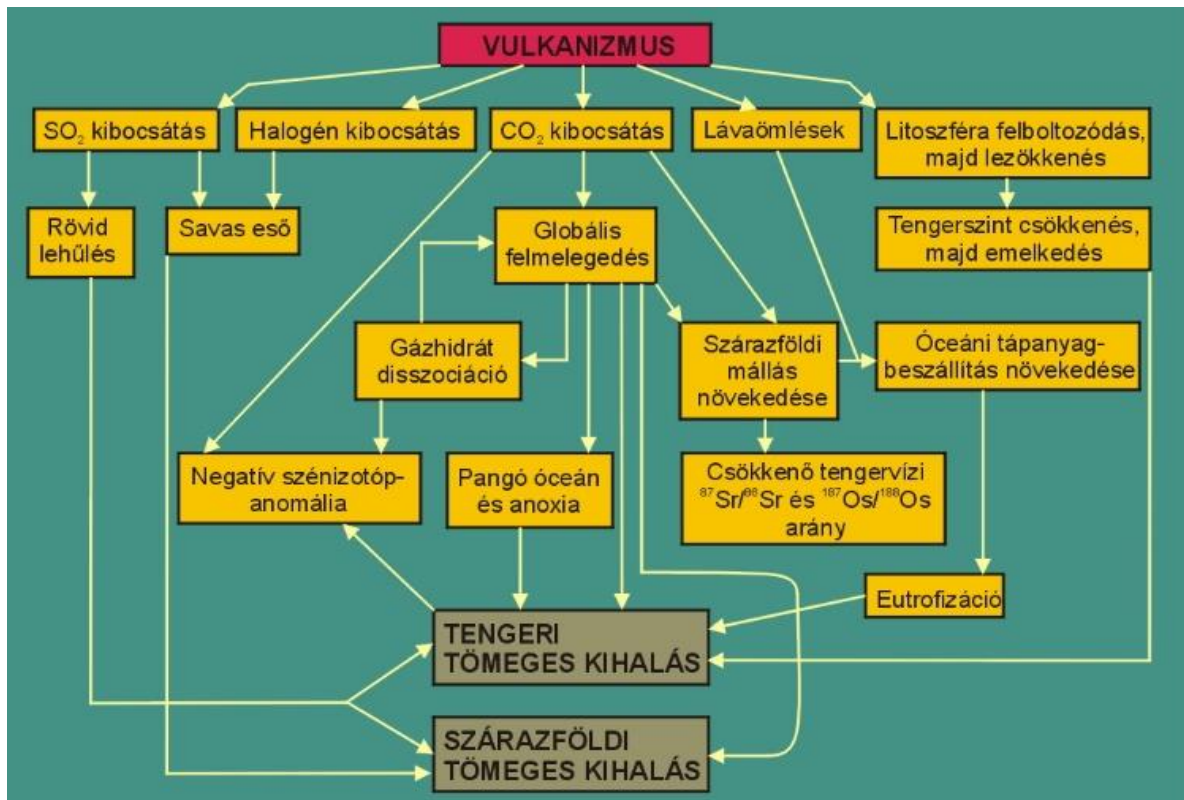 VULKANIZMUS
SO₂ kibocsátás
Halogén kibocsátás
CO₂ kibocsátás
Lávaömlések
Litoszféra felboltozódás,
majd lezökkenés
Rövid
lehűlés
Savas eső
Globális
felmelegedés
Tengerszint csökkenés,
majd emelkedés
Gázhidrát
disszociáció
Szárazföldi
mállás
növekedése
Óceáni tápanyag-
beszállítás növekedése
Negatív szénizotóp-
anomália
Pangó óceán
és anoxia
Csökkenő tengervízi
⁸⁷Sr/⁸⁶Sr és ¹⁸⁷Os/¹⁸⁸Os
arány
Eutrofizáció
TENGERI
TÖMEGES KIHALÁS
SZÁRAZFÖLDI
TÖMEGES KIHALÁS